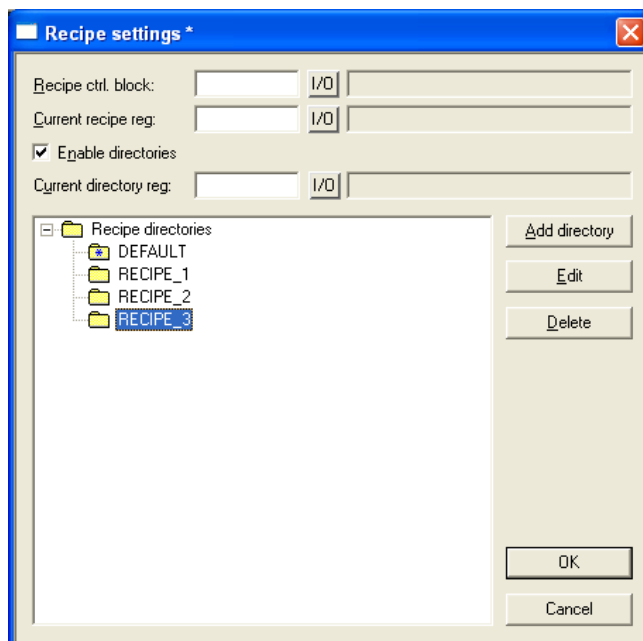 Recipe settings *
Recipe ctrl. block: I/O
Current recipe reg: I/O
Enable directories
Current directory reg: I/O
Recipe directories
DEFAULT
RECIPE_1
RECIPE_2
RECIPE_3
Add directory
Edit
Delete
OK
Cancel